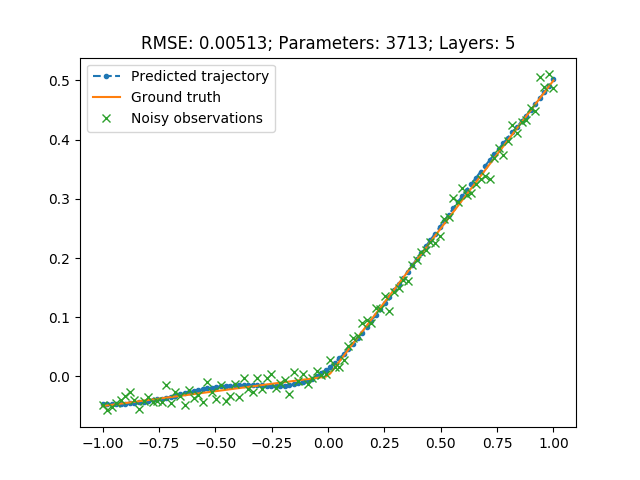 RMSE: 0.00513; Parameters: 3713; Layers: 5
Predicted trajectory
Ground truth
Noisy observations
0.5
0.4
0.3
0.2
0.1
0.0
−1.00 −0.75 −0.50 −0.25 0.00 0.25 0.50 0.75 1.00